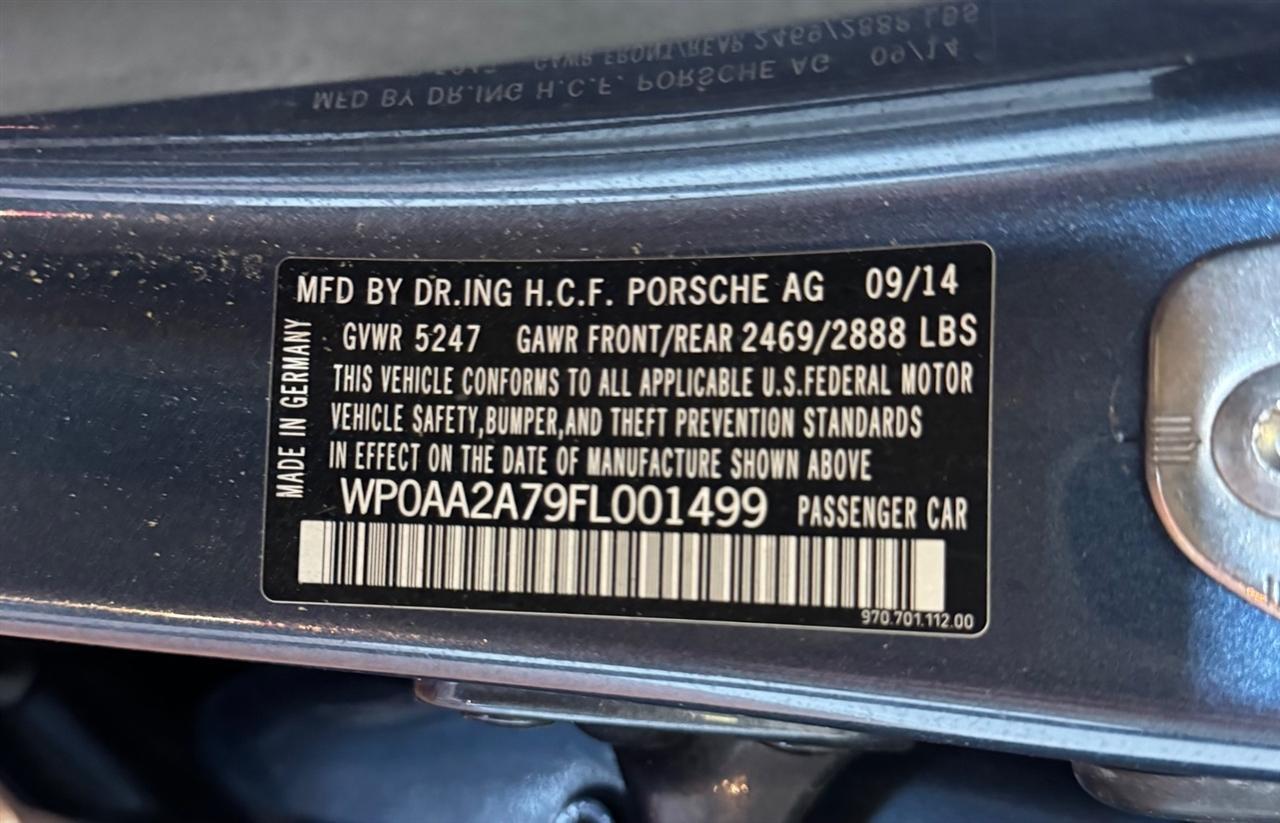 MFD BY DR.ING H.C.F. PORSCHE AG 09/14
GVWR 5247 GAWR FRONT/REAR 2469/2888 LBS
THIS VEHICLE CONFORMS TO ALL APPLICABLE U.S.FEDERAL MOTOR
VEHICLE SAFETY,BUMPER,AND THEFT PREVENTION STANDARDS
IN EFFECT ON THE DATE OF MANUFACTURE SHOWN ABOVE
WP0AA2A79FL001499 PASSENGER CAR
970.701.112.00
MADE IN GERMANY